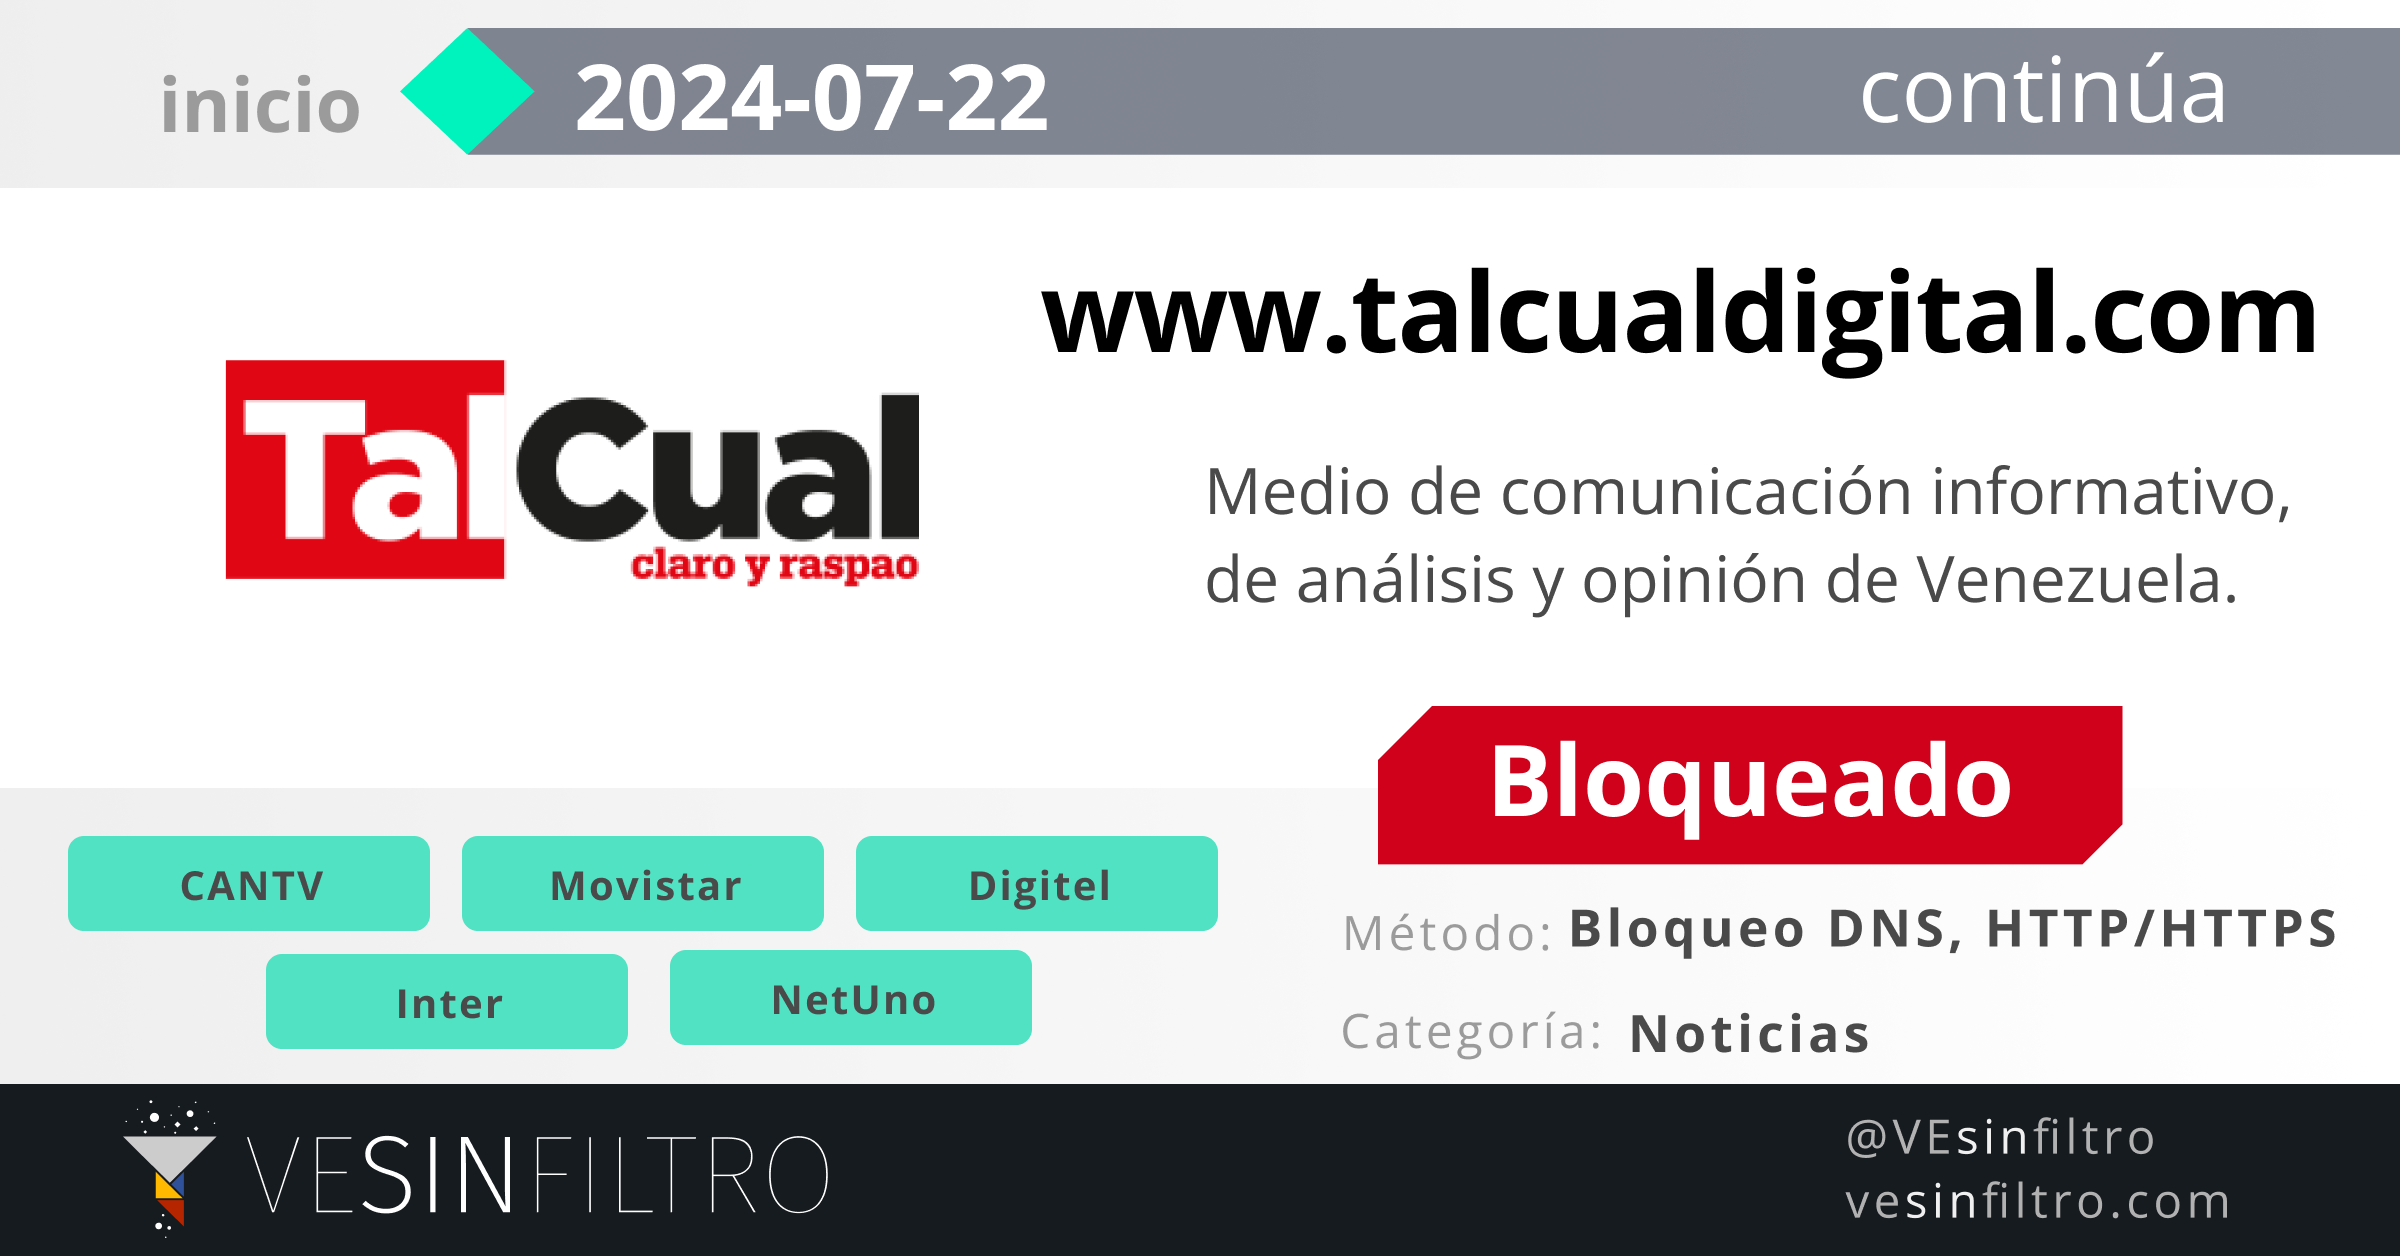 inicio
2024-07-22
continúa
www.talcualdigital.com
TalCual
claro y raspao
Medio de comunicación informativo,
de análisis y opinión de Venezuela.
Bloqueado
CANTV
Movistar
Digitel
Inter
NetUno
Método: Bloqueo DNS, HTTP/HTTPS
Categoría: Noticias
VESINFILTRO
@VEsinfiltro
vesinfiltro.com